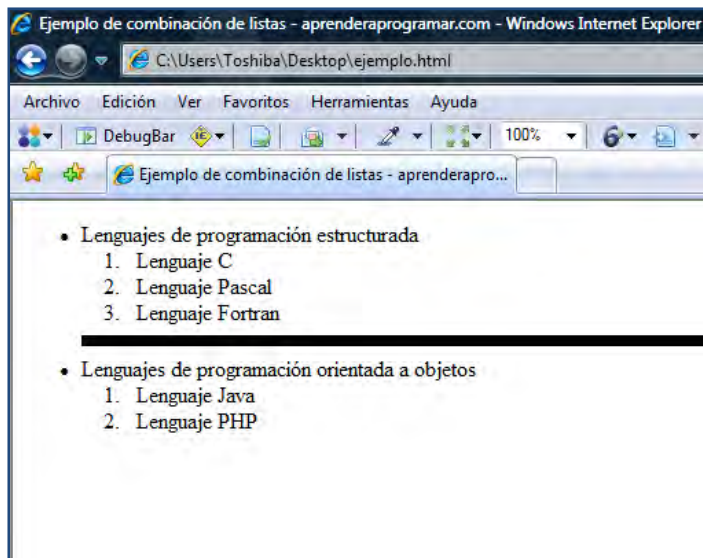 Ejemplo de combinación de listas - aprenderaprogramar.com - Windows Internet Explorer
C:\Users\Toshiba\Desktop\ejemplo.html
Archivo Edición Ver Favoritos Herramientas Ayuda
DebugBar 100%
Ejemplo de combinación de listas - aprenderapro...
• Lenguajes de programación estructurada
1. Lenguaje C
2. Lenguaje Pascal
3. Lenguaje Fortran
• Lenguajes de programación orientada a objetos
1. Lenguaje Java
2. Lenguaje PHP